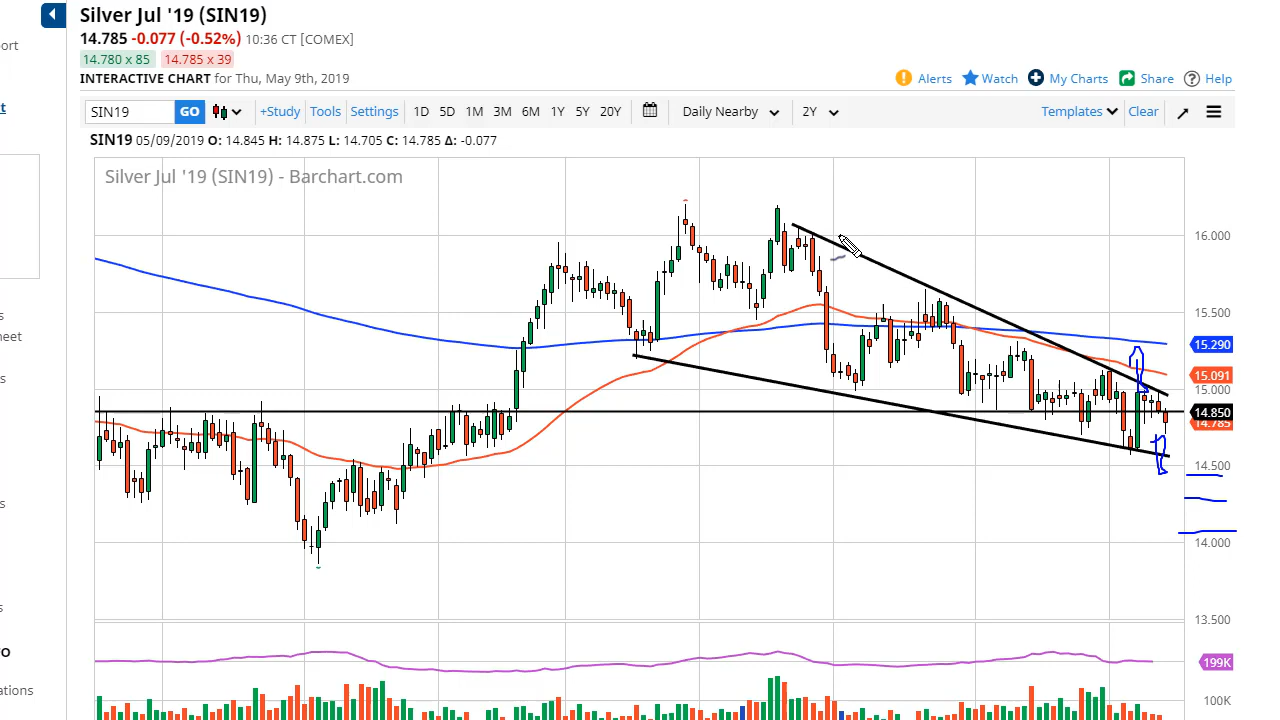 Silver Jul '19 (SIN19)
14.785 -0.077 (-0.52%) 10:36 CT [COMEX]
ort
14.780 x 85 14.785 x 39
INTERACTIVE CHART for Thu, May 9th, 2019
Alerts Watch My Charts Share Help
SIN19 GO +Study Tools Settings 1D 5D 1M 3M 6M 1Y 5Y 20Y Daily Nearby 2Y Templates Clear
t
SIN19 05/09/2019 O: 14.845 H: 14.875 L: 14.705 C: 14.785 Δ: -0.077
Silver Jul '19 (SIN19) - Barchart.com
16.000
s
15.500
heet
15.290
15.091
s
15.000
14.850
14.785
14.500
s
14.000
s
13.500
o
199K
ations
100K